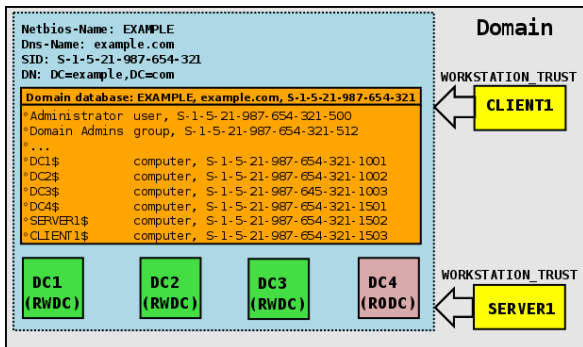 Netbios-Name: EXAMPLE
Dns-Name: example.com
SID: S-1-5-21-987-654-321
DN: DC=example,DC=com
Domain database: EXAMPLE, example.com, S-1-5-21-987-654-321
°Administrator user, S-1-5-21-987-654-321-500
°Domain Admins group, S-1-5-21-987-654-321-512
°...
°DC1$ computer, S-1-5-21-987-654-321-1001
°DC2$ computer, S-1-5-21-987-654-321-1002
°DC3$ computer, S-1-5-21-987-645-321-1003
°DC4$ computer, S-1-5-21-987-654-321-1501
°SERVER1$ computer, S-1-5-21-987-654-321-1502
°CLIENT1$ computer, S-1-5-21-987-654-321-1503
DC1
(RWDC)
DC2
(RWDC)
DC3
(RWDC)
DC4
(RODC)
Domain
WORKSTATION_TRUST
CLIENT1
WORKSTATION_TRUST
SERVER1